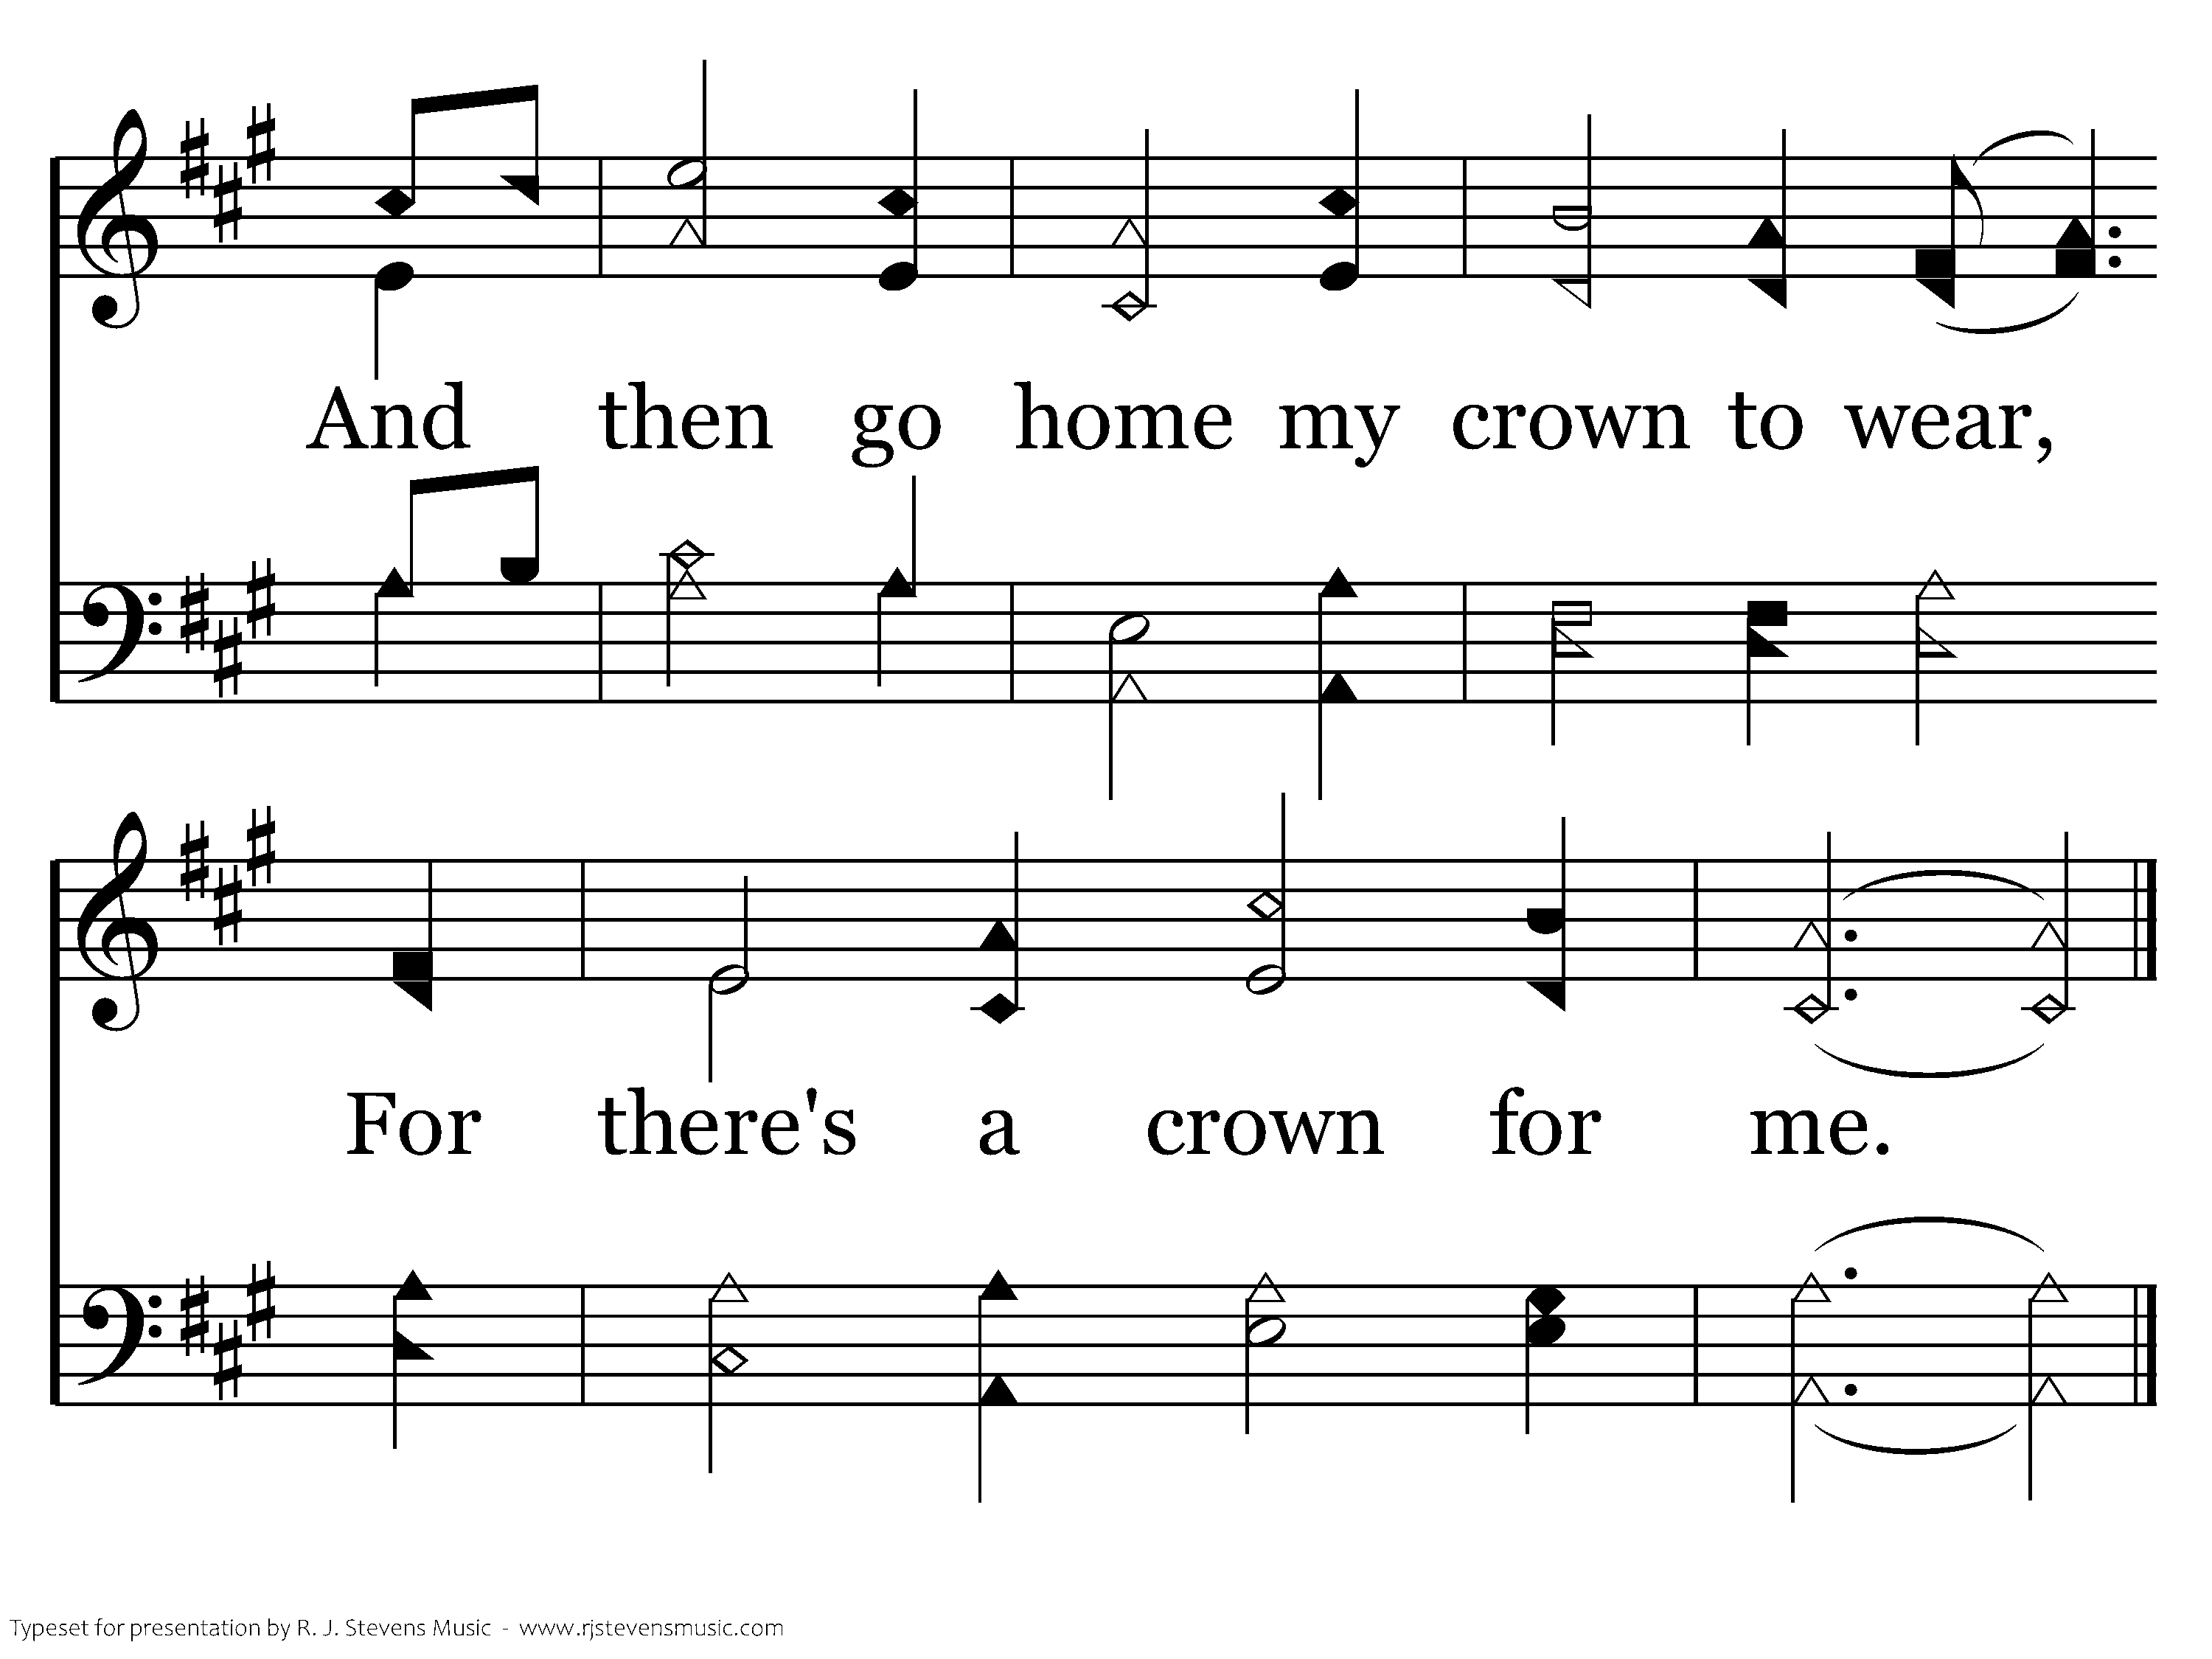 And then go home my crown to wear,
For there's a crown for me.
Typeset for presentation by R. J. Stevens Music - www.rjstevensmusic.com